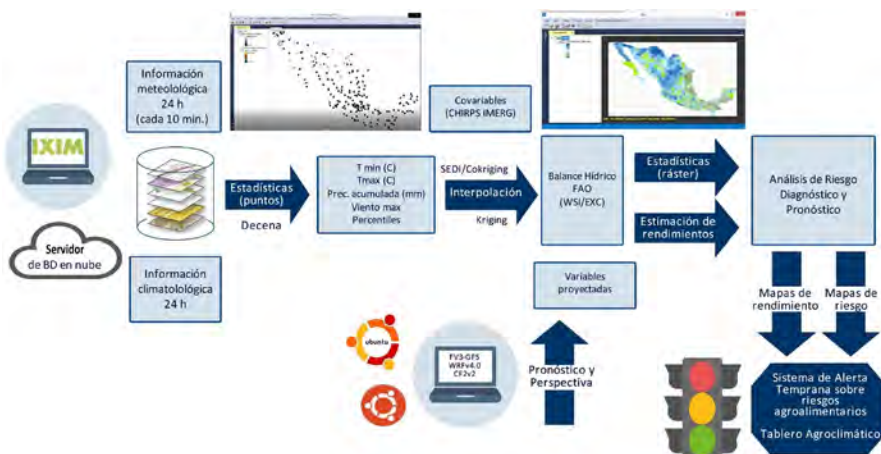 Información
meteolológica
24 h
(cada 10 min.)
IXIM
Servidor
de BD en nube
Información
climatolológica
24 h
Estadísticas
(puntos)
Decena
T min (C)
Tmax (C)
Prec. acumulada (mm)
Viento max
Percentiles
Covariables
(CHIRPS IMERG)
SEDI/Cokriging
Interpolación
Kriging
Balance Hídrico
FAO
(WSI/EXC)
Variables
proyectadas
Estadísticas
(ráster)
Estimación de
rendimientos
Análisis de Riesgo
Diagnóstico y
Pronóstico
Mapas de
rendimiento
Mapas de
riesgo
ubuntu
FV3-GFS
WRFv4.0
CF2v2
Pronóstico y
Perspectiva
Sistema de Alerta
Temprana sobre
riesgos
agroalimentarios
Tablero Agroclimático